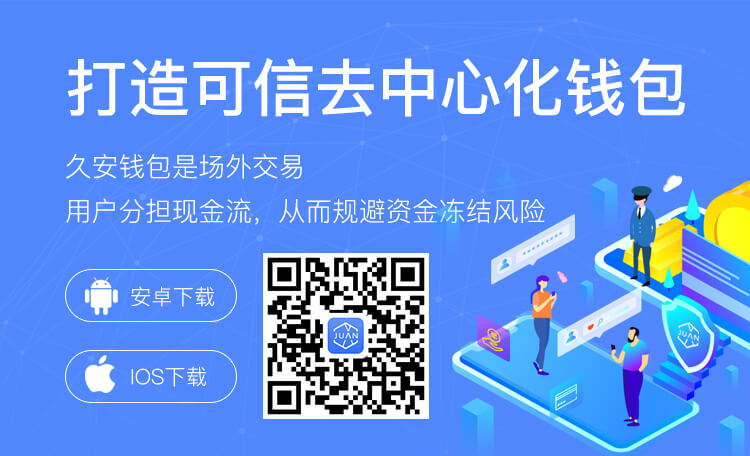 打造可信去中心化钱包
久安钱包是场外交易
用户分担现金流，从而规避资金冻结风险
安卓下载
IOS下载
JUAN
JUAN